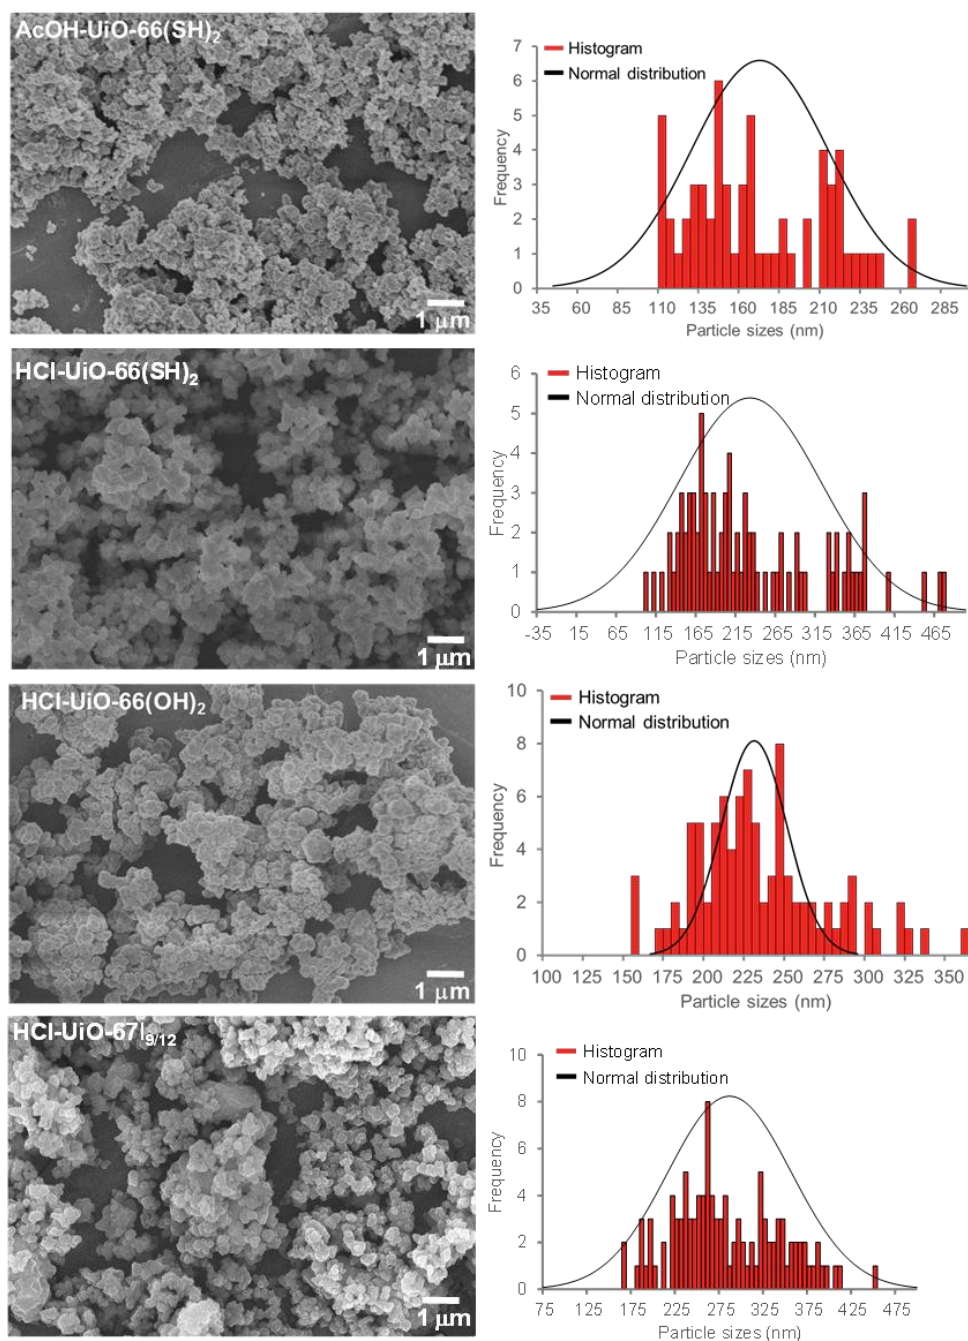 AcOH-UiO-66(SH)2
1 μm
Histogram
Normal distribution
Frequency
7
6
5
4
3
2
1
0
35 60 85 110 135 160 185 210 235 260 285
Particle sizes (nm)
HCl-UiO-66(SH)2
1 μm
Histogram
Normal distribution
Frequency
6
5
4
3
2
1
0
-35 15 65 115 165 215 265 315 365 415 465
Particle sizes (nm)
HCl-UiO-66(OH)2
1 μm
Histogram
Normal distribution
Frequency
10
8
6
4
2
0
100 125 150 175 200 225 250 275 300 325 350
Particle sizes (nm)
HCl-UiO-67I9/12
1 μm
Histogram
Normal distribution
Frequency
10
8
6
4
2
0
75 125 175 225 275 325 375 425 475
Particle sizes (nm)